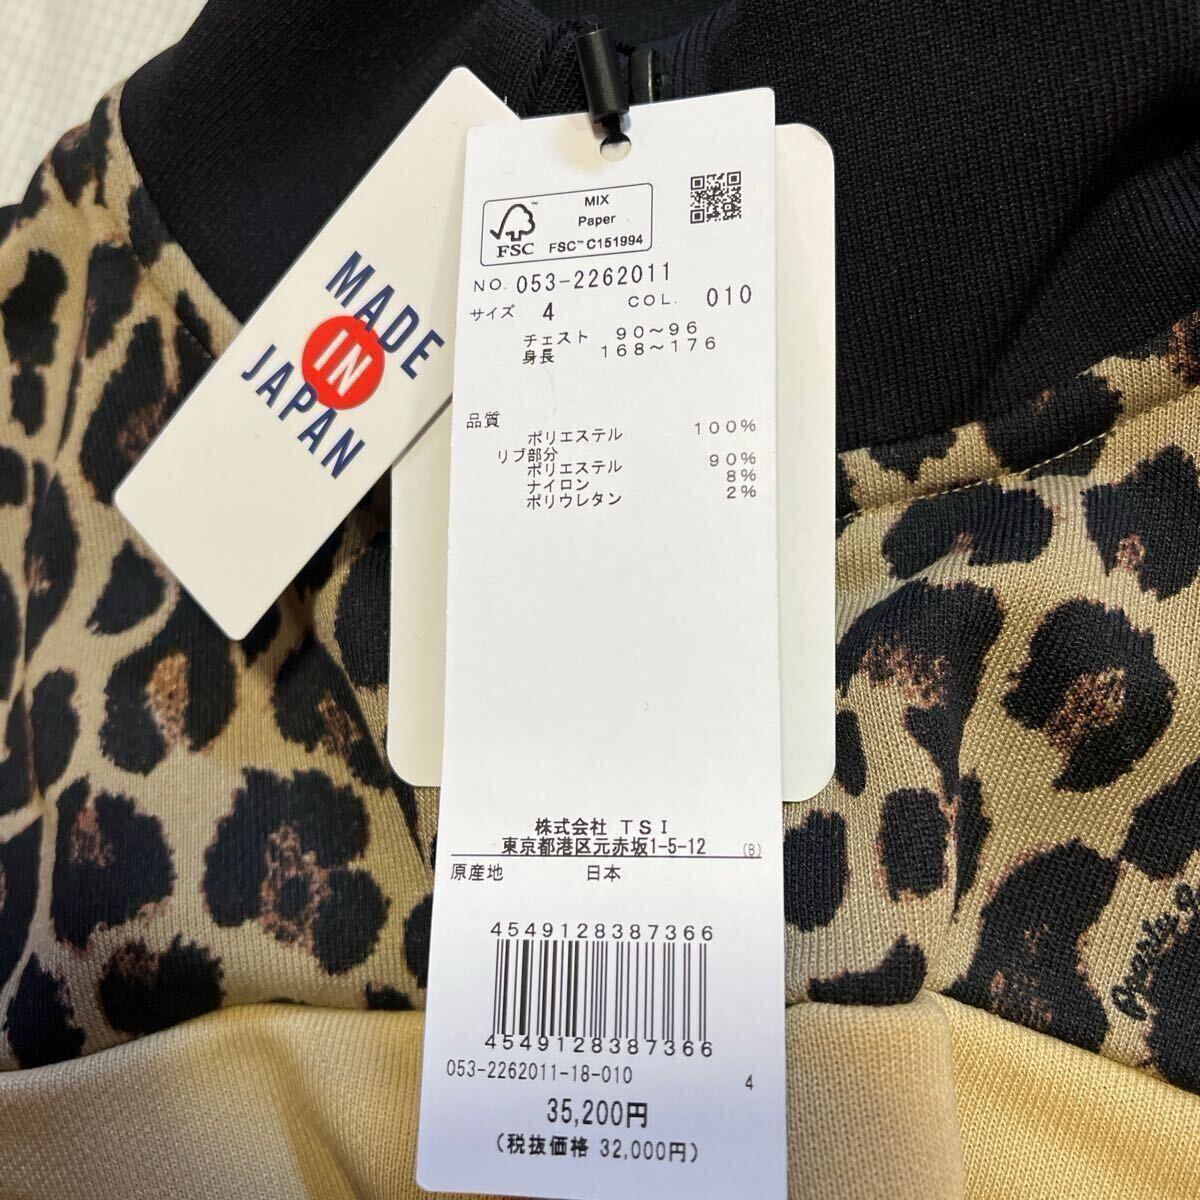 MADE
IN
JAPAN
MIX
Paper
FSC™ C151994
FSC
NO. 053-2262011
サイズ 4 COL. 010
チェスト 90～96
身長 168～176
品質
ポリエステル 100%
リブ部分
ポリエステル 90%
ナイロン 8%
ポリウレタン 2%
株式会社 TSI
東京都港区元赤坂1-5-12 (B)
原産地 日本
4549128387366
4549128387366
053-2262011-18-010 4
35,200円
(税抜価格 32,000円)